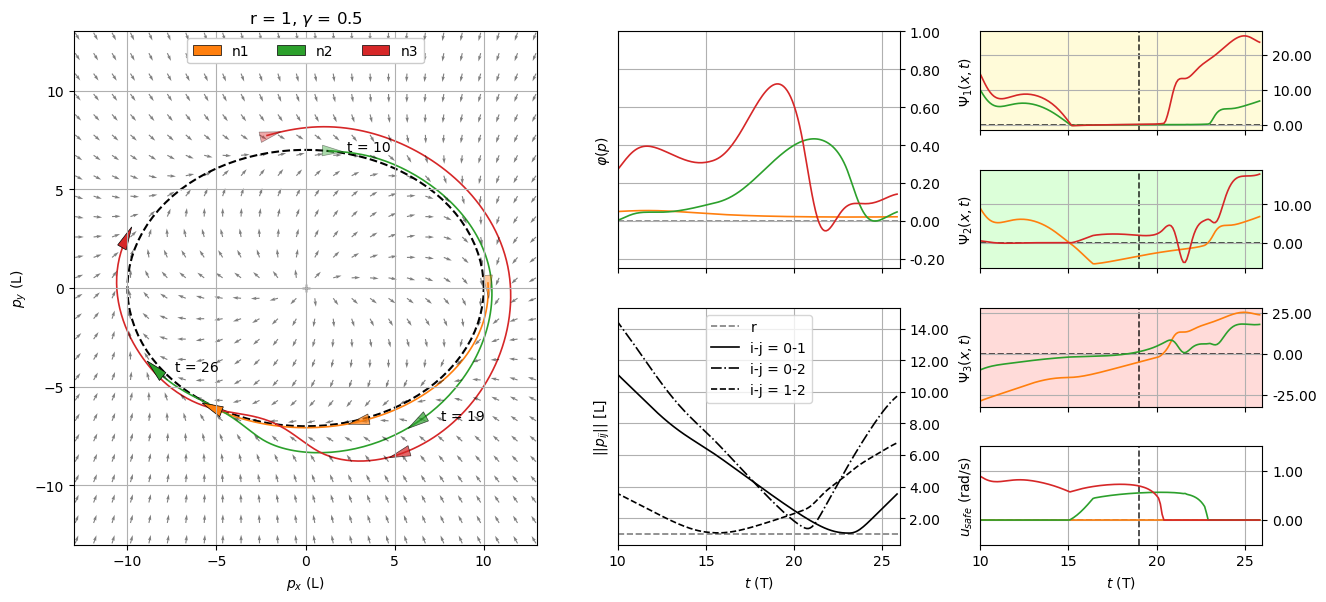 r = 1, γ = 0.5
n1 n2 n3
t = 10
t = 26
t = 19
10
5
0
−5
−10
−10 −5 0 5 10
p_y (L)
p_x (L)
1.00
0.80
0.60
0.40
0.20
0.00
-0.20
φ(p)
r
i-j = 0-1
i-j = 0-2
i-j = 1-2
14.00
12.00
10.00
8.00
6.00
4.00
2.00
||p_ij|| [L]
10 15 20 25
t (T)
Ψ_1(x, t)
20.00
10.00
0.00
Ψ_2(x, t)
10.00
0.00
Ψ_3(x, t)
25.00
0.00
-25.00
u_safe (rad/s)
1.00
0.00
10 15 20 25
t (T)